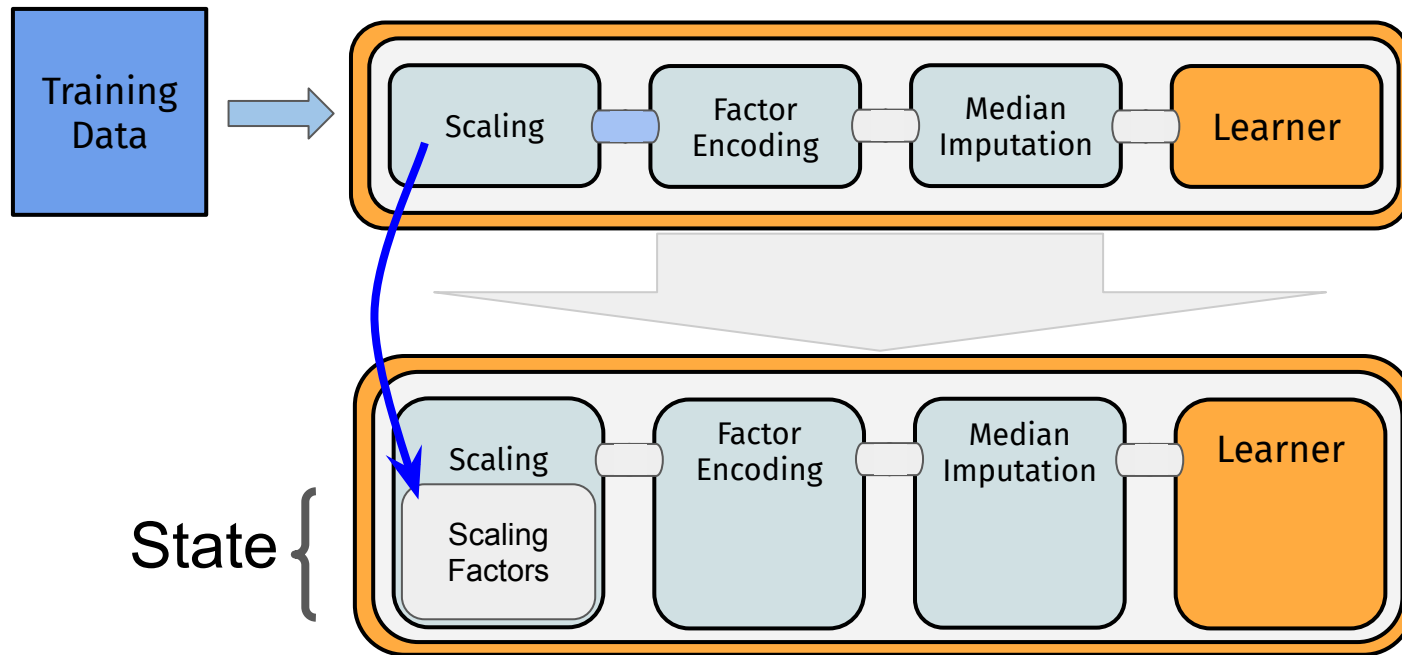 Training
Data
Scaling
Factor
Encoding
Median
Imputation
Learner
Scaling
Factor
Encoding
Median
Imputation
Learner
State
Scaling
Factors